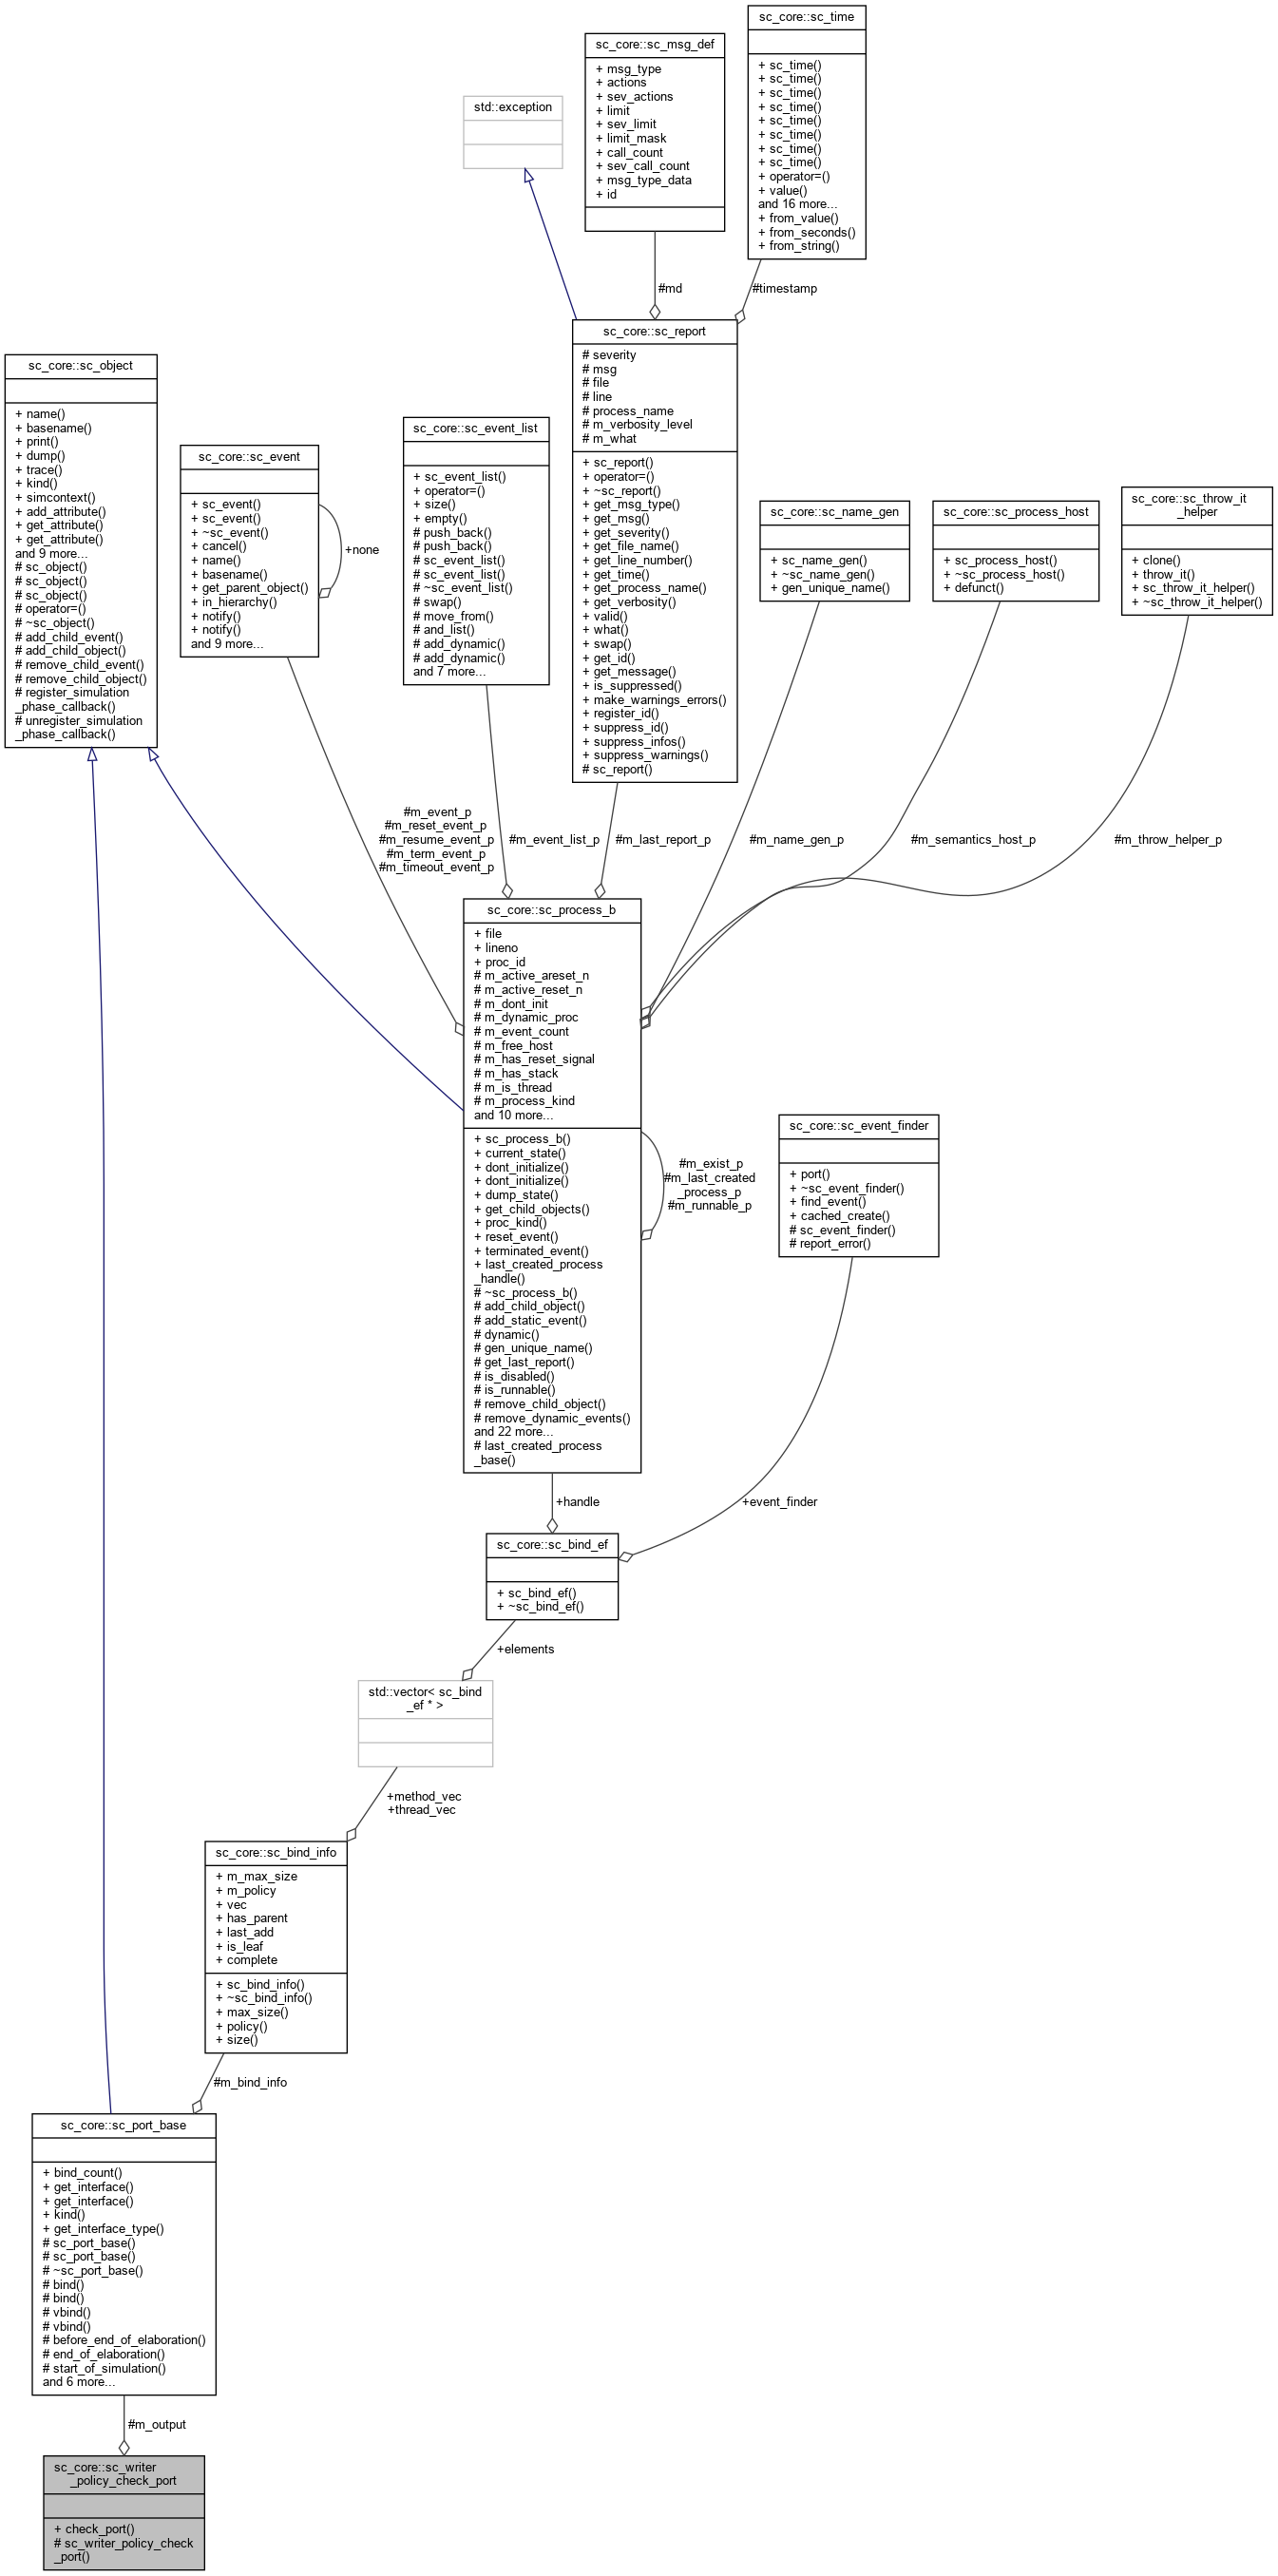 sc_core::sc_time
+ sc_time()
+ sc_time()
+ sc_time()
+ sc_time()
+ sc_time()
+ sc_time()
+ sc_time()
+ sc_time()
+ operator=()
+ value()
and 16 more...
+ from_value()
+ from_seconds()
+ from_string()
sc_core::sc_msg_def
+ msg_type
+ actions
+ sev_actions
+ limit
+ sev_limit
+ limit_mask
+ call_count
+ sev_call_count
+ msg_type_data
+ id
std::exception
#md
#timestamp
sc_core::sc_report
# severity
# msg
# file
# line
# process_name
# m_verbosity_level
# m_what
+ sc_report()
+ operator=()
+ ~sc_report()
+ get_msg_type()
+ get_msg()
+ get_severity()
+ get_file_name()
+ get_line_number()
+ get_time()
+ get_process_name()
+ get_verbosity()
+ valid()
+ what()
+ swap()
+ get_id()
+ get_message()
+ is_suppressed()
+ make_warnings_errors()
+ register_id()
+ suppress_id()
+ suppress_infos()
+ suppress_warnings()
# sc_report()
sc_core::sc_object
+ name()
+ basename()
+ print()
+ dump()
+ trace()
+ kind()
+ simcontext()
+ add_attribute()
+ get_attribute()
+ get_attribute()
and 9 more...
# sc_object()
# sc_object()
# sc_object()
# operator=()
# ~sc_object()
# add_child_event()
# add_child_object()
# remove_child_event()
# remove_child_object()
# register_simulation
_phase_callback()
# unregister_simulation
_phase_callback()
sc_core::sc_event
+ sc_event()
+ sc_event()
+ ~sc_event()
+ cancel()
+ name()
+ basename()
+ get_parent_object()
+ in_hierarchy()
+ notify()
+ notify()
and 9 more...
+none
sc_core::sc_event_list
+ sc_event_list()
+ operator=()
+ size()
+ empty()
# push_back()
# push_back()
# sc_event_list()
# sc_event_list()
# ~sc_event_list()
# swap()
# move_from()
# and_list()
# add_dynamic()
# add_dynamic()
and 7 more...
sc_core::sc_name_gen
+ sc_name_gen()
+ ~sc_name_gen()
+ gen_unique_name()
sc_core::sc_process_host
+ sc_process_host()
+ ~sc_process_host()
+ defunct()
sc_core::sc_throw_it
_helper
+ clone()
+ throw_it()
+ sc_throw_it_helper()
+ ~sc_throw_it_helper()
#m_event_p
#m_reset_event_p
#m_resume_event_p
#m_term_event_p
#m_timeout_event_p
#m_event_list_p
#m_last_report_p
#m_name_gen_p
#m_semantics_host_p
#m_throw_helper_p
sc_core::sc_process_b
+ file
+ lineno
+ proc_id
# m_active_areset_n
# m_active_reset_n
# m_dont_init
# m_dynamic_proc
# m_event_count
# m_free_host
# m_has_reset_signal
# m_has_stack
# m_is_thread
# m_process_kind
and 10 more...
+ sc_process_b()
+ current_state()
+ dont_initialize()
+ dont_initialize()
+ dump_state()
+ get_child_objects()
+ proc_kind()
+ reset_event()
+ terminated_event()
+ last_created_process
_handle()
# ~sc_process_b()
# add_child_object()
# add_static_event()
# dynamic()
# gen_unique_name()
# get_last_report()
# is_disabled()
# is_runnable()
# remove_child_object()
# remove_dynamic_events()
and 22 more...
# last_created_process
_base()
#m_exist_p
#m_last_created
_process_p
#m_runnable_p
sc_core::sc_event_finder
+ port()
+ ~sc_event_finder()
+ find_event()
+ cached_create()
# sc_event_finder()
# report_error()
+handle
+event_finder
sc_core::sc_bind_ef
+ sc_bind_ef()
+ ~sc_bind_ef()
+elements
std::vector< sc_bind
_ef * >
+method_vec
+thread_vec
sc_core::sc_bind_info
+ m_max_size
+ m_policy
+ vec
+ has_parent
+ last_add
+ is_leaf
+ complete
+ sc_bind_info()
+ ~sc_bind_info()
+ max_size()
+ policy()
+ size()
#m_bind_info
sc_core::sc_port_base
+ bind_count()
+ get_interface()
+ get_interface()
+ kind()
+ get_interface_type()
# sc_port_base()
# sc_port_base()
# ~sc_port_base()
# bind()
# bind()
# vbind()
# vbind()
# before_end_of_elaboration()
# end_of_elaboration()
# start_of_simulation()
and 6 more...
#m_output
sc_core::sc_writer
_policy_check_port
+ check_port()
# sc_writer_policy_check
_port()